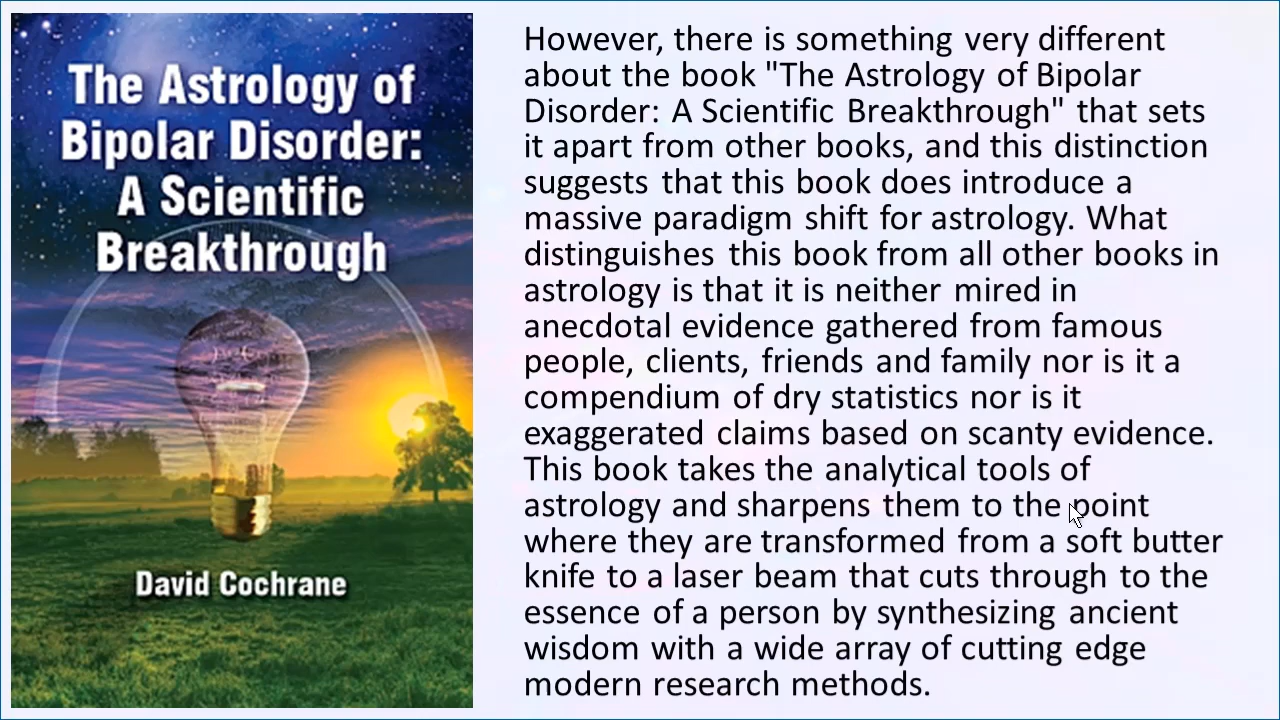 The Astrology of
Bipolar Disorder:
A Scientific
Breakthrough
David Cochrane
However, there is something very different
about the book "The Astrology of Bipolar
Disorder: A Scientific Breakthrough" that sets
it apart from other books, and this distinction
suggests that this book does introduce a
massive paradigm shift for astrology. What
distinguishes this book from all other books in
astrology is that it is neither mired in
anecdotal evidence gathered from famous
people, clients, friends and family nor is it a
compendium of dry statistics nor is it
exaggerated claims based on scanty evidence.
This book takes the analytical tools of
astrology and sharpens them to the point
where they are transformed from a soft butter
knife to a laser beam that cuts through to the
essence of a person by synthesizing ancient
wisdom with a wide array of cutting edge
modern research methods.